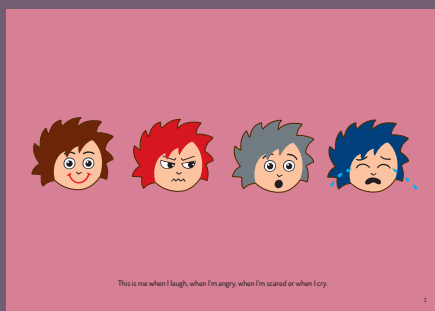 This is me when I laugh, when I'm angry, when I'm scared or when I cry.
3